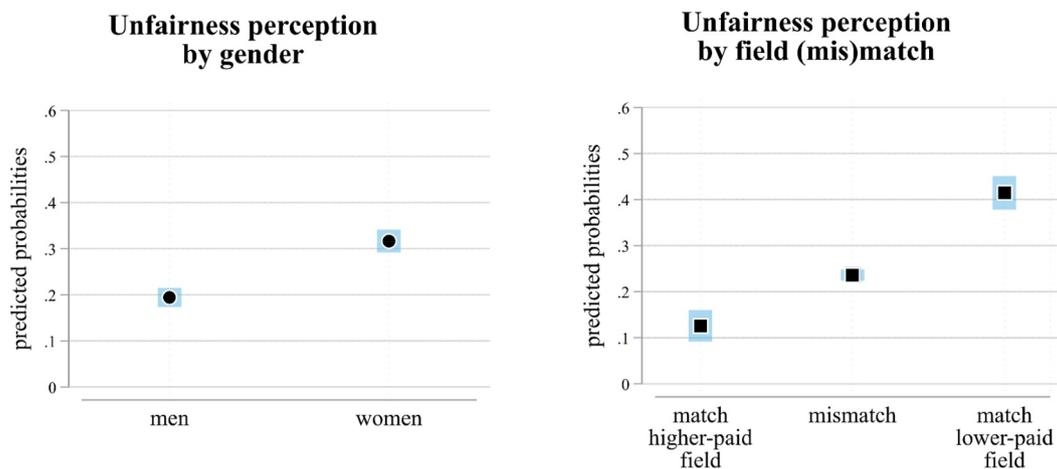 Unfairness perception
by gender
predicted probabilities
.6
.5
.4
.3
.2
.1
0
men
women
Unfairness perception
by field (mis)match
predicted probabilities
.6
.5
.4
.3
.2
.1
0
match
higher-paid
field
mismatch
match
lower-paid
field